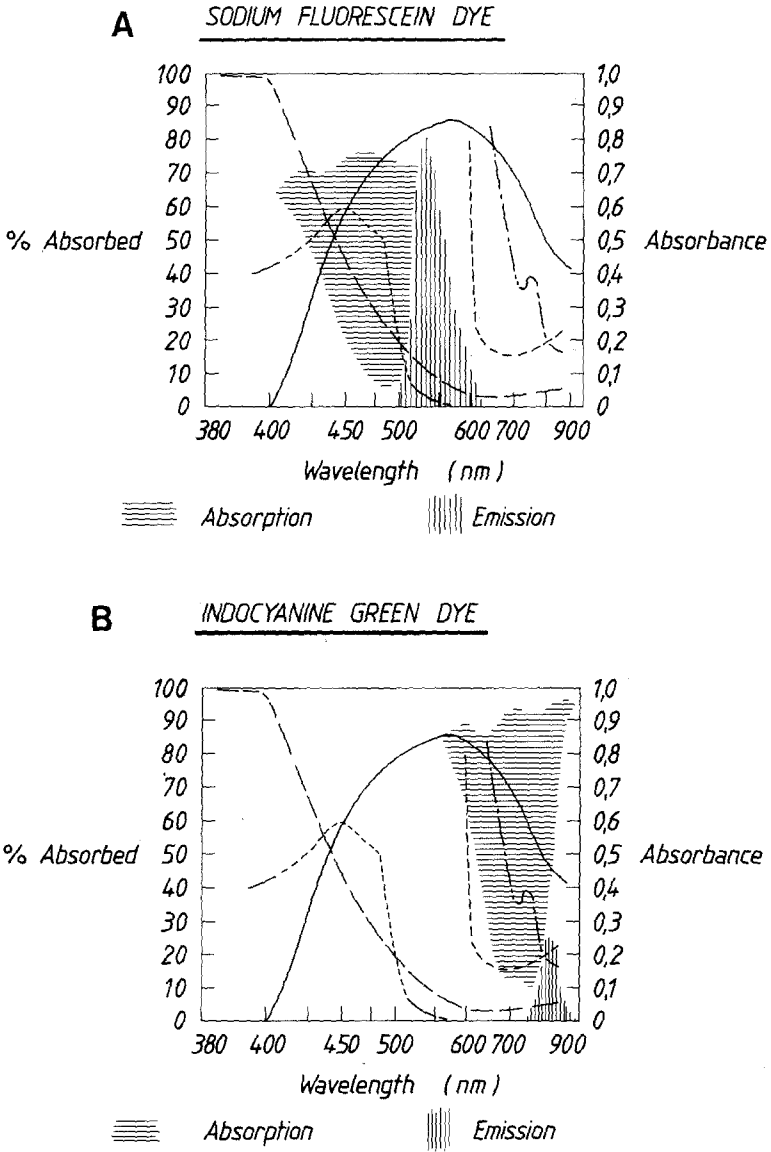 A
SODIUM FLUORESCEIN DYE
100 1,0
90 0,9
80 0,8
70 0,7
60 0,6
% Absorbed 50 0,5 Absorbance
40 0,4
30 0,3
20 0,2
10 0,1
0 0
380 400 450 500 600 700 900
Wavelength (nm)
Absorption Emission
B
INDOCYANINE GREEN DYE
100 1,0
90 0,9
80 0,8
70 0,7
60 0,6
% Absorbed 50 0,5 Absorbance
40 0,4
30 0,3
20 0,2
10 0,1
0 0
380 400 450 500 600 700 900
Wavelength (nm)
Absorption Emission